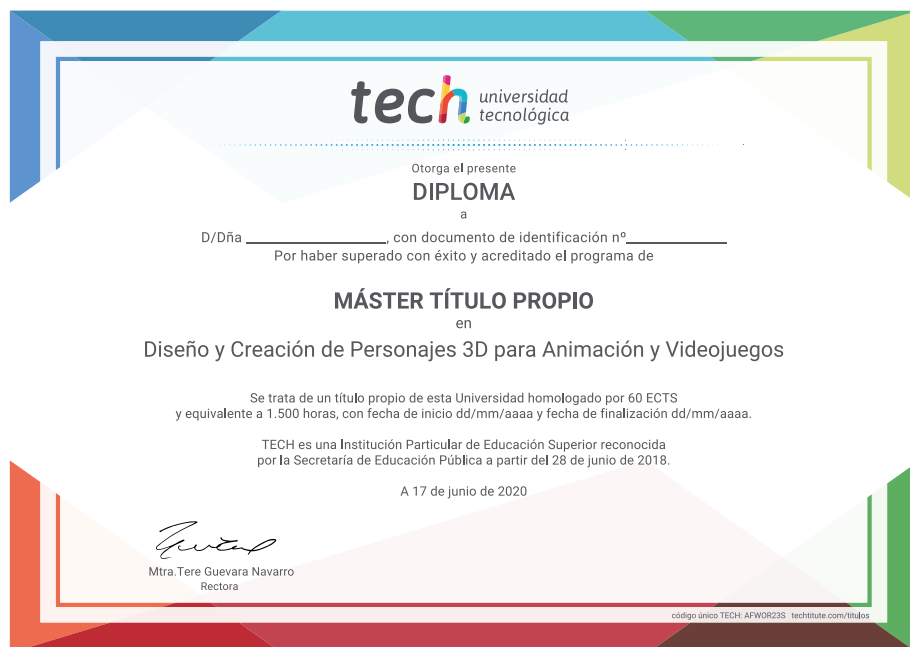 tech universidad
tecnológica
Otorga el presente
DIPLOMA
a
D/Dña ____________________, con documento de identificación nº______________
Por haber superado con éxito y acreditado el programa de
MÁSTER TÍTULO PROPIO
en
Diseño y Creación de Personajes 3D para Animación y Videojuegos
Se trata de un título propio de esta Universidad homologado por 60 ECTS
y equivalente a 1.500 horas, con fecha de inicio dd/mm/aaaa y fecha de finalización dd/mm/aaaa.
TECH es una Institución Particular de Educación Superior reconocida
por la Secretaría de Educación Pública a partir del 28 de junio de 2018.
A 17 de junio de 2020
Mtra.Tere Guevara Navarro
Rectora
código único TECH: AFWOR23S techtitute.com/titulos